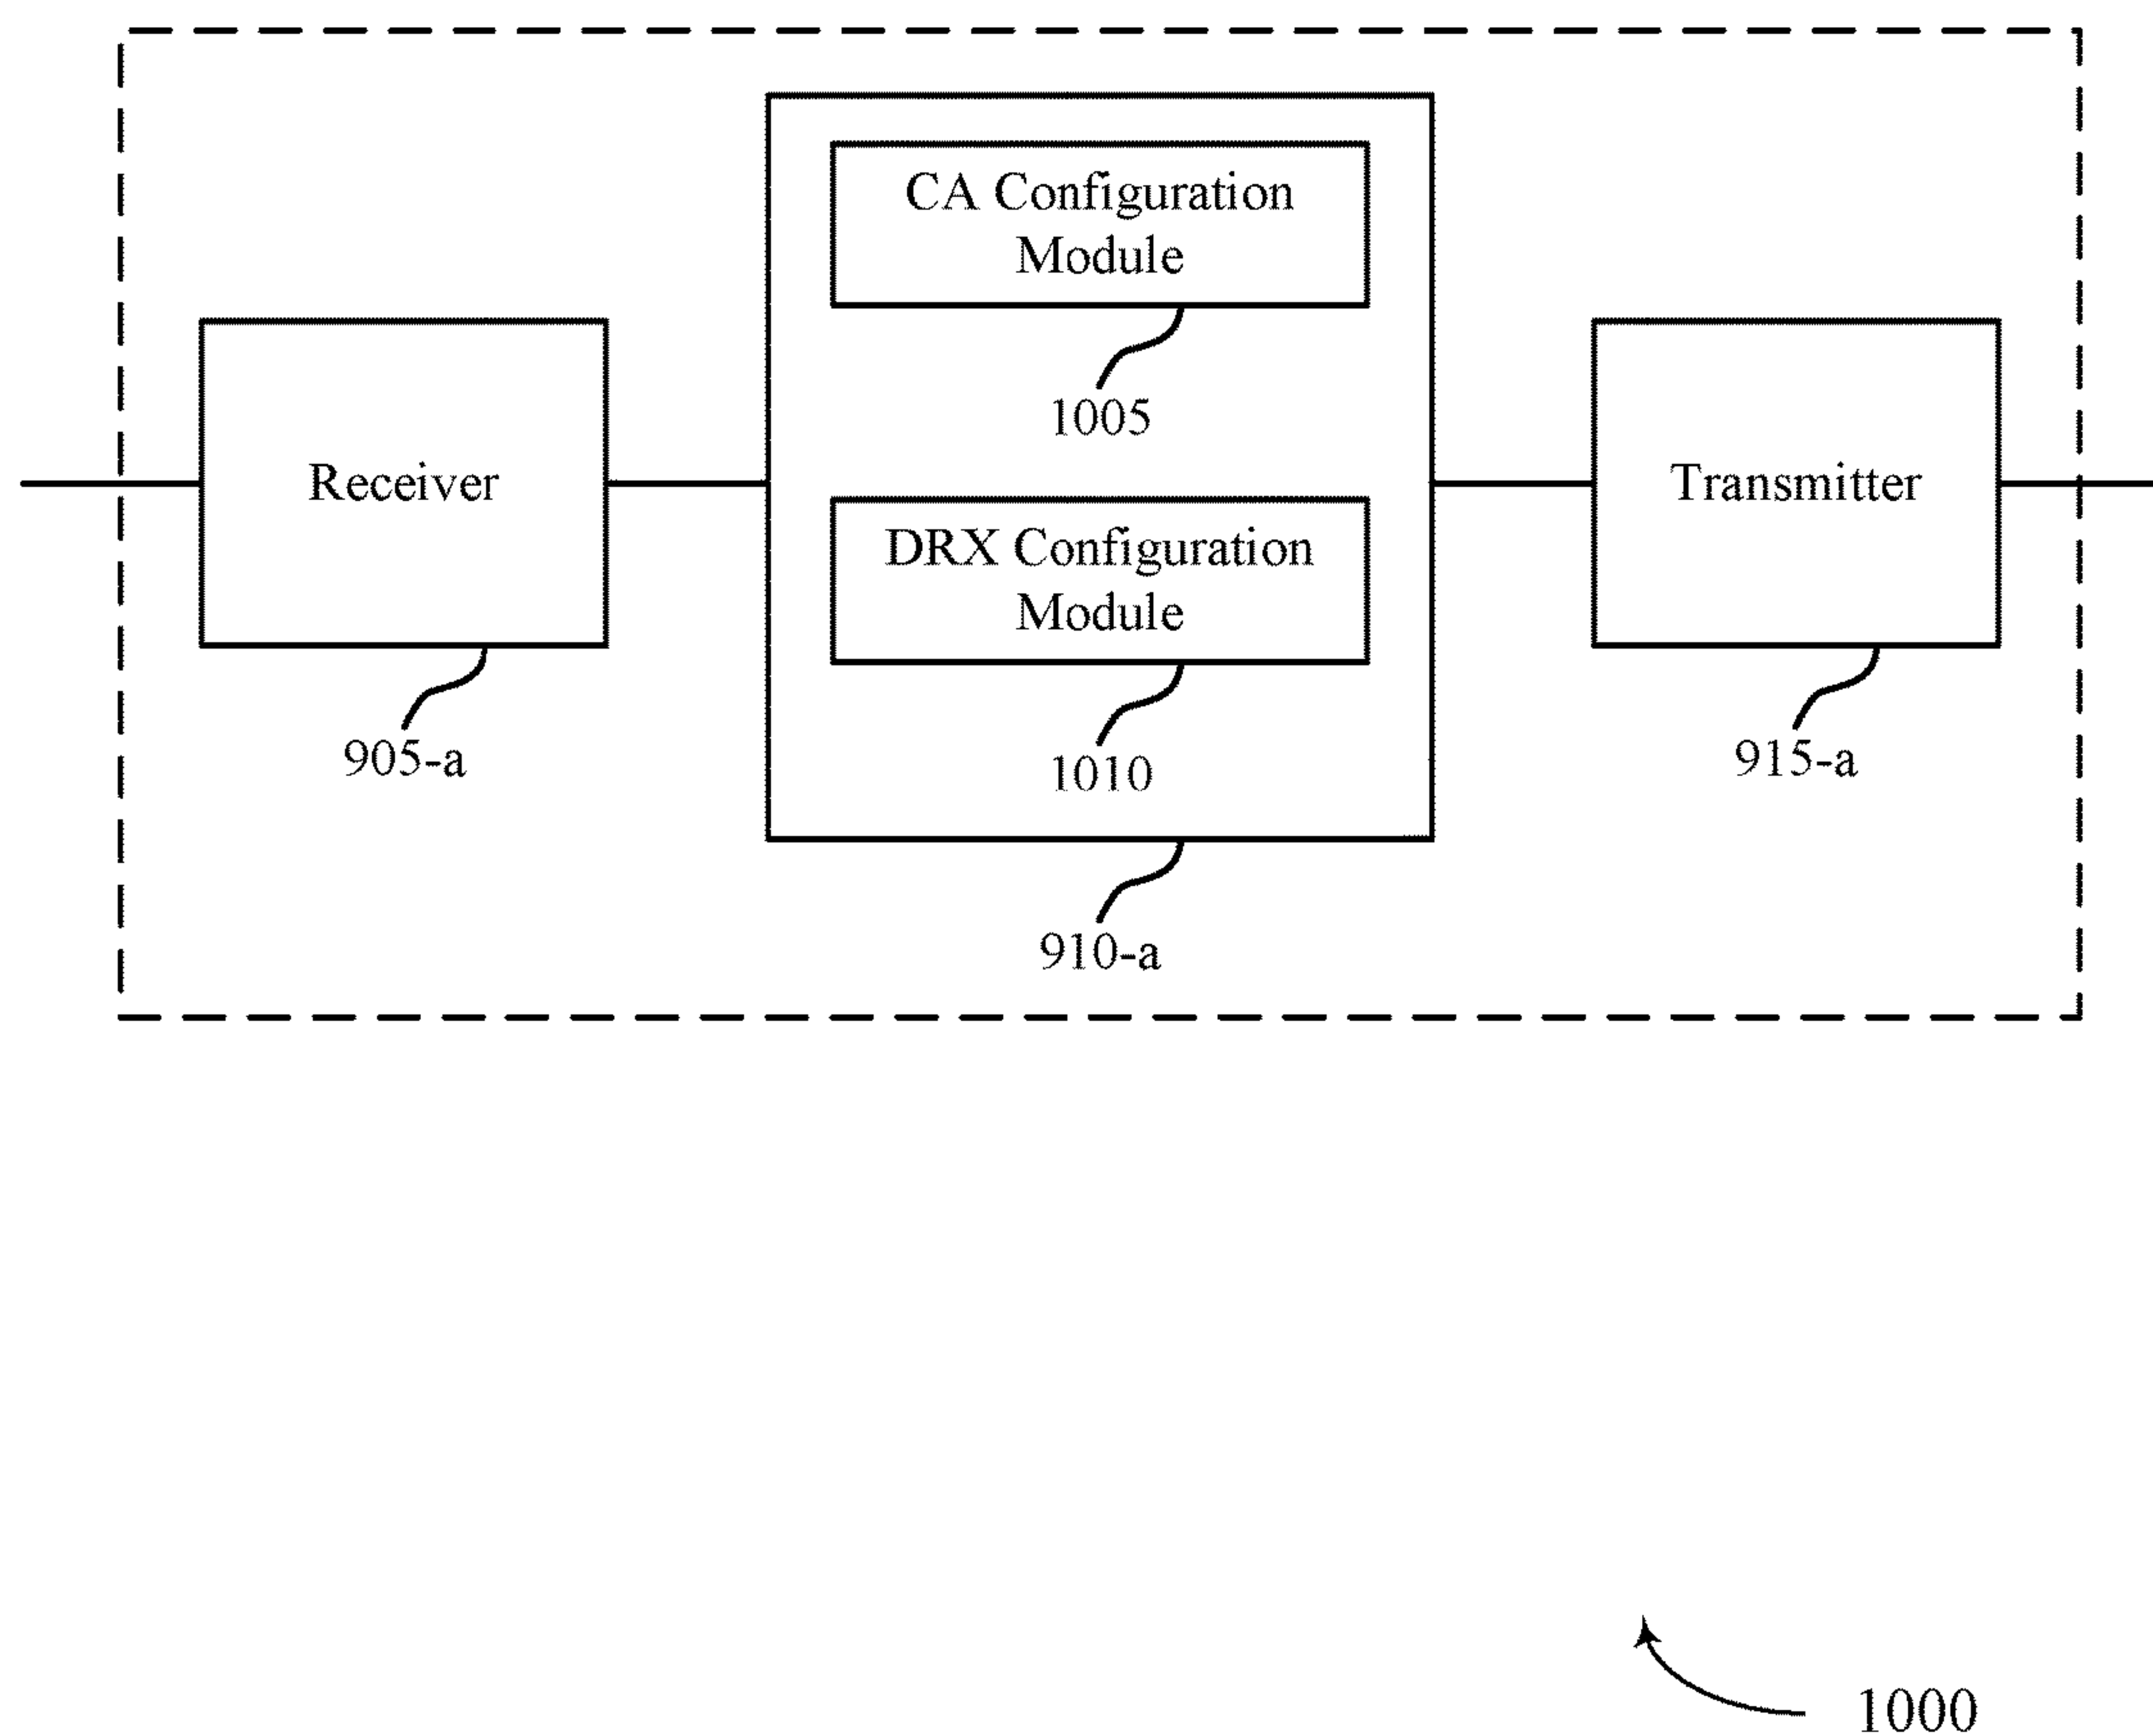 CA Configuration
Module
1005
Receiver
Transmitter
DRX Configuration
Module
905-a
1010
915-a
910-a
1000